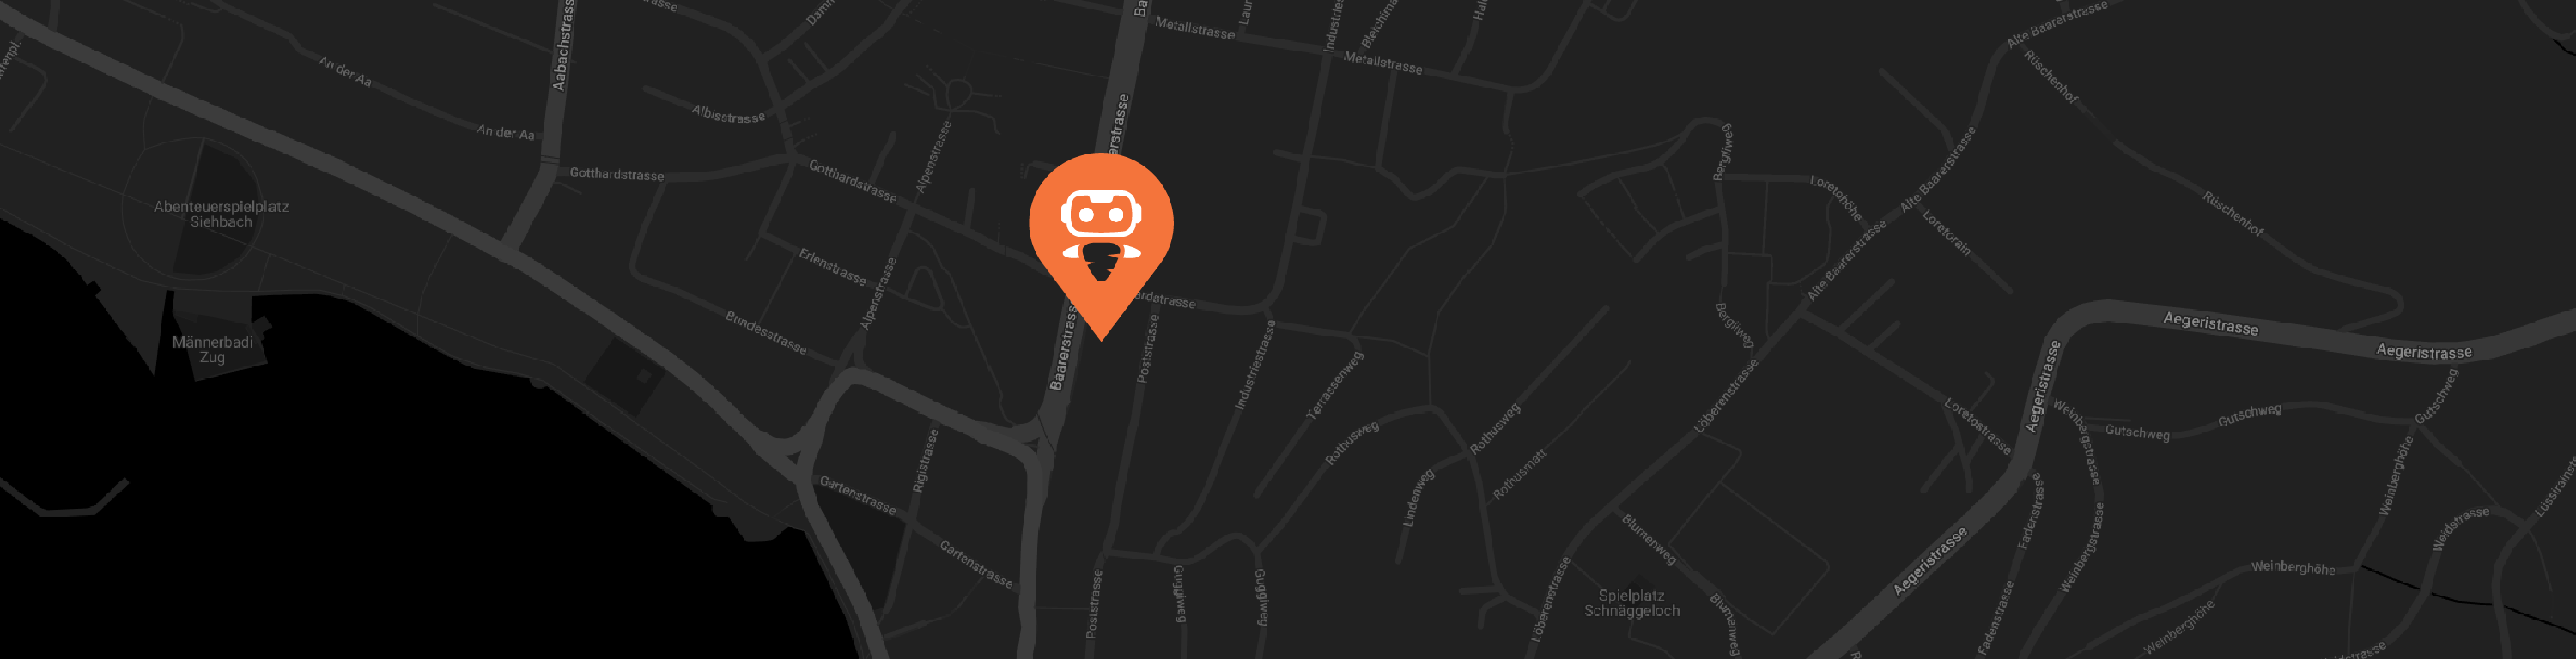 Aabachstrasse
An der Aa
An der Aa
Albisstrasse
Gotthardstrasse
Gotthardstrasse
Alpenstrasse
Metallstrasse
Metallstrasse
Alte Baarerstrasse
Rüschenhof
Rüschenhof
Bergliweg
Loretohöhe
Alte Baarerstrasse
Loretorain
Alte Baarerstrasse
Abenteuerspielplatz
Siehbach
Männerbadi
Zug
Erlenstrasse
Alpenstrasse
Bundesstrasse
Baarerstrasse
ardstrasse
Poststrasse
Industriestrasse
Terrassenweg
Bergliweg
Aegeristrasse
Aegeristrasse
Aegeristrasse
Löberenstrasse
Loretostrasse
Weinbergstrasse
Gutschweg
Gutschweg
Gutschweg
Rigistrasse
Gartenstrasse
Gartenstrasse
Rothusweg
Rothusweg
Rothusmatt
Lindenweg
Blumenweg
Blumenweg
Spielplatz
Schnäggeloch
Löberenstrasse
Poststrasse
Guggiweg
Guggiweg
Aegeristrasse
Fadenstrasse
Fadenstrasse
Weinbergstrasse
Weinberghöhe
Weinberghöhe
Weinberghöhe
Weidstrasse